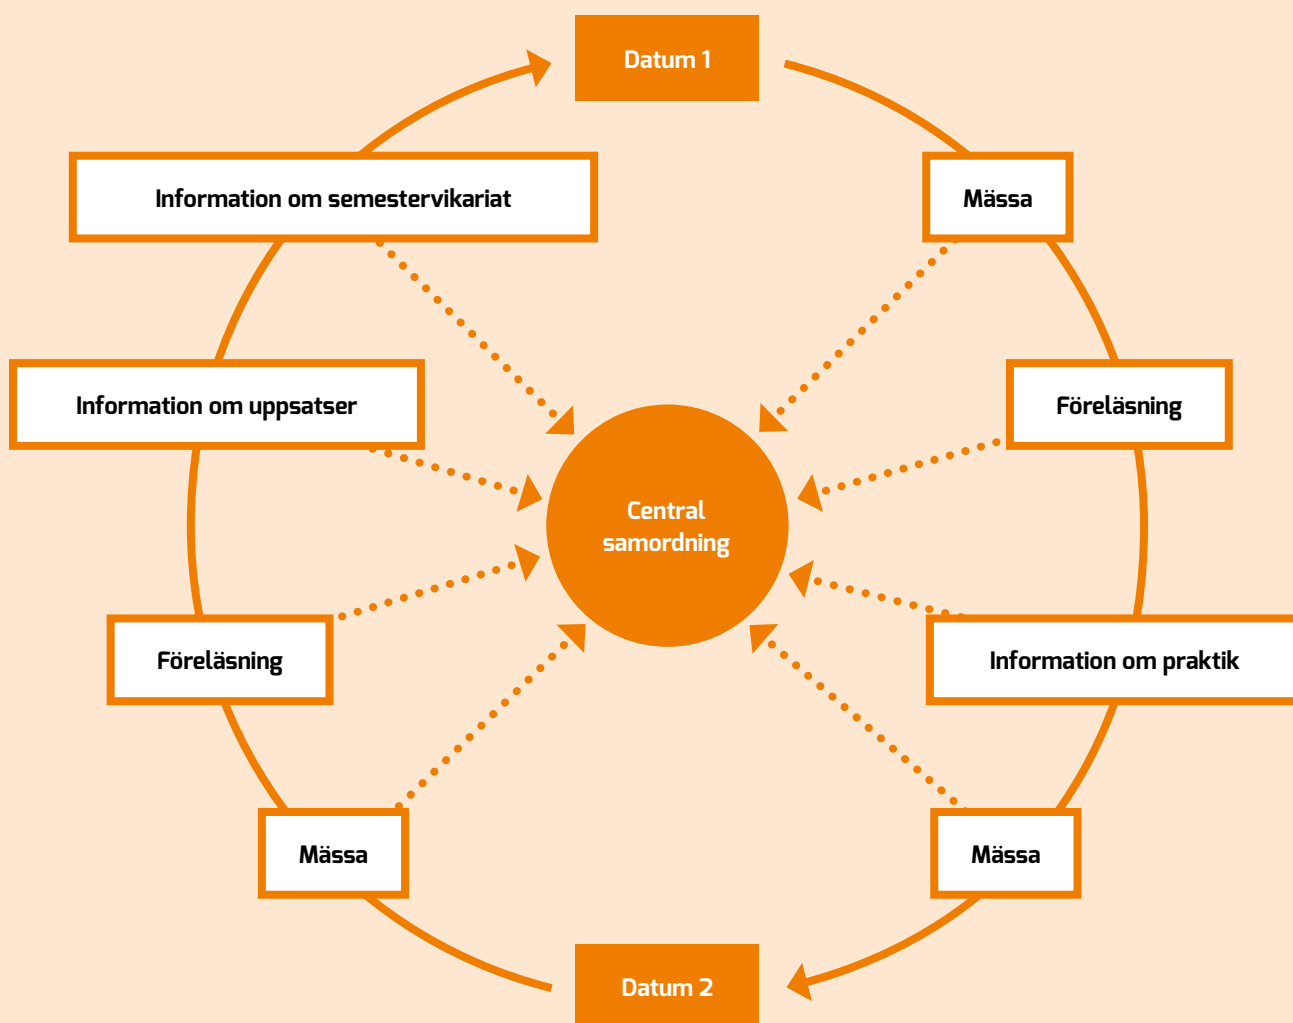 Datum 1
Information om semestervikariat
Mässa
Information om uppsatser
Föreläsning
Central
samordning
Föreläsning
Information om praktik
Mässa
Mässa
Datum 2